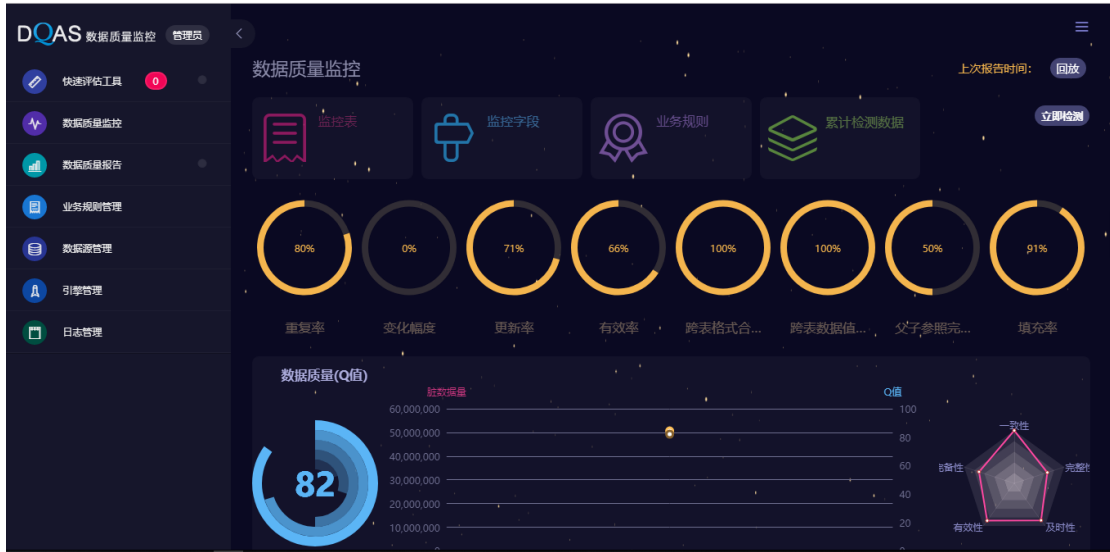 DQAS 数据质量监控 管理员
快速评估工具 0
数据质量监控
数据质量报告
业务规则管理
数据源管理
引擎管理
日志管理
数据质量监控
上次报告时间: 回放
立即检测
监控表
监控字段
业务规则
累计检测数据
80%
0%
71%
66%
100%
100%
50%
91%
重复率
变化幅度
更新率
有效率
跨表格式合...
跨表数据值...
父子参照完...
填充率
数据质量(Q值)
82
脏数据量
Q值
60,000,000
50,000,000
40,000,000
30,000,000
20,000,000
10,000,000
100
80
60
40
20
一致性
完整
及时性
有效性
备性